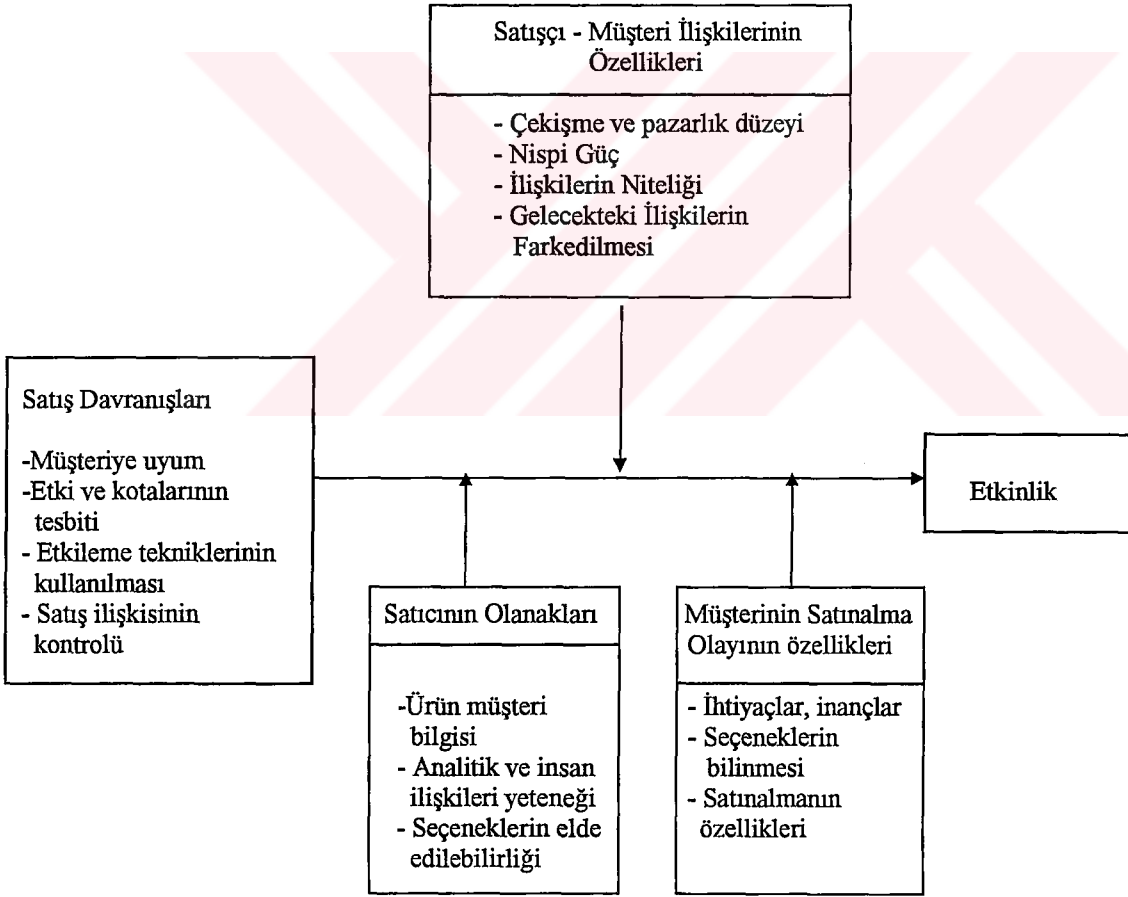 Satışçı - Müşteri İlişkilerinin
Özellikleri
- Çekişme ve pazarlık düzeyi
- Nispi Güç
- İlişkilerin Niteliği
- Gelecekteki İlişkilerin
Farkedilmesi
Satış Davranışları
-Müşteriye uyum
-Etki ve kotalarının
tesbiti
- Etkileme tekniklerinin
kullanılması
- Satış ilişkisinin
kontrolü
Etkinlik
Satıcının Olanakları
-Ürün müşteri
bilgisi
- Analitik ve insan
ilişkileri yeteneği
- Seçeneklerin elde
edilebilirliği
Müşterinin Satınalma
Olayının özellikleri
- İhtiyaçlar, inançlar
- Seçeneklerin
bilinmesi
- Satınalmanın
özellikleri